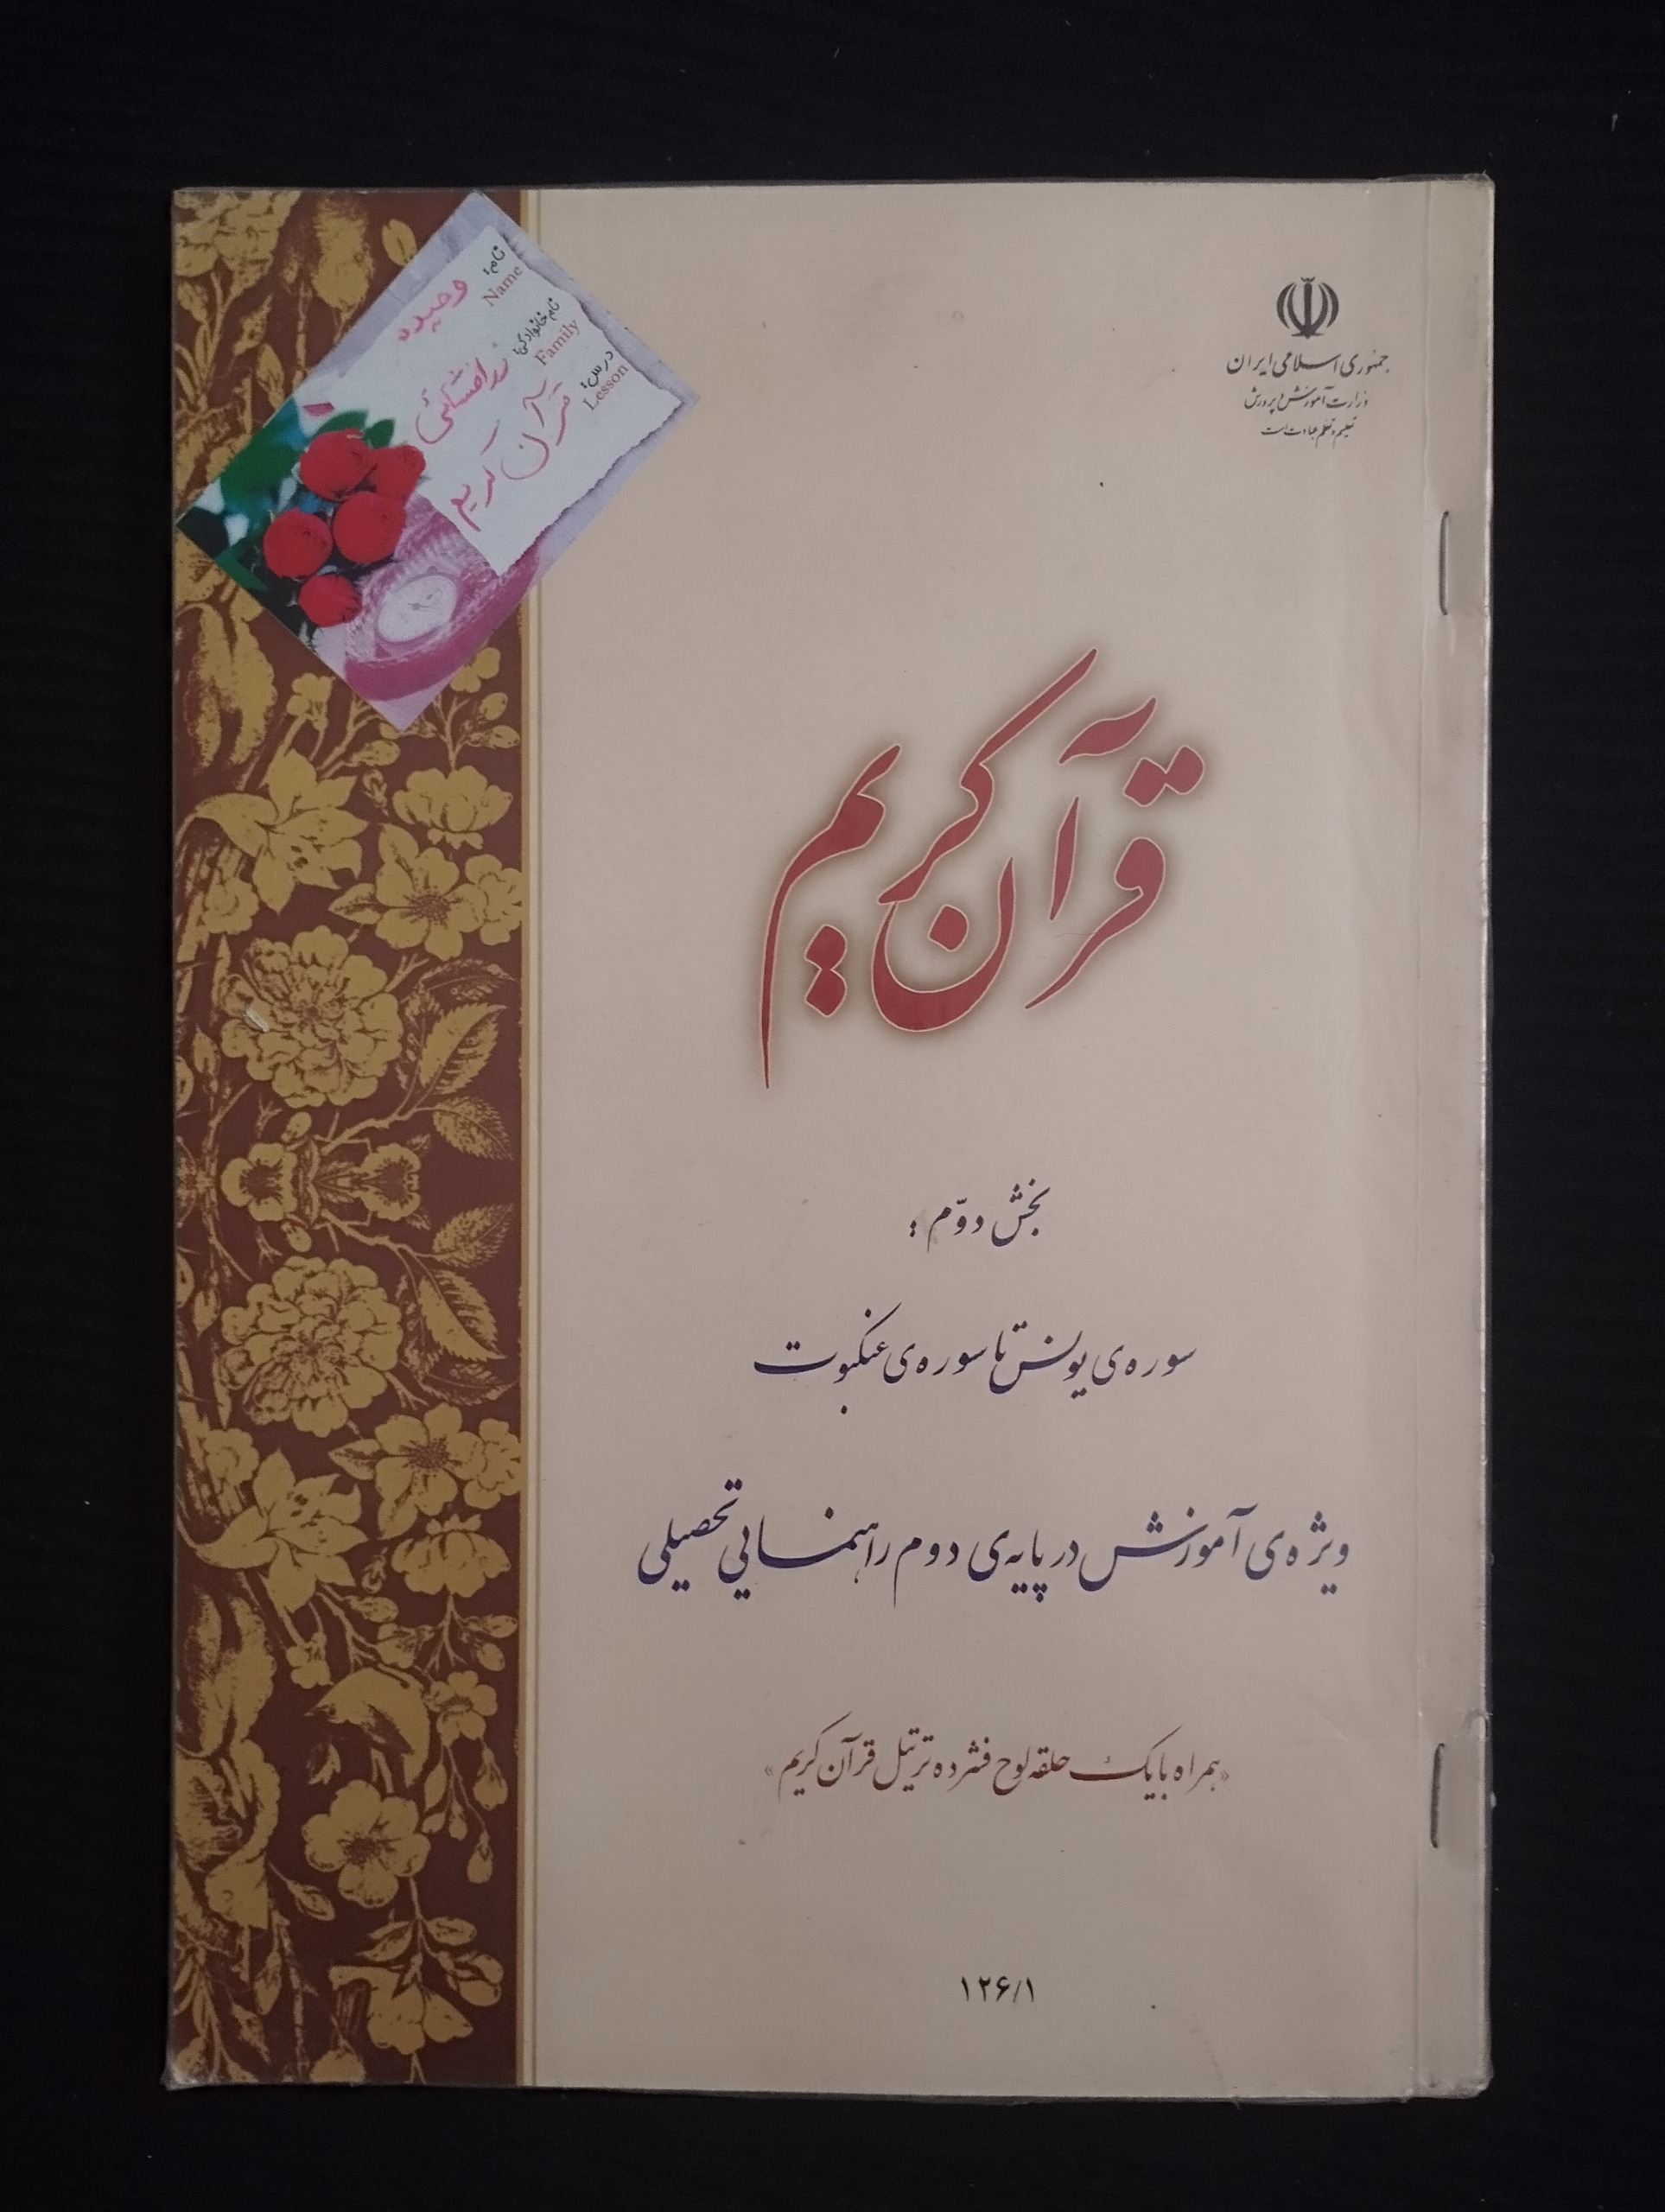 جمهوری اسلامی ایران
وزارت آموزش و پرورش
تعلیم و تعلم عبادت است
نام:
Name
وحیده
نام خانوادگی:
Family
درس:
Lesson
قرآن کریم
قرآن کریم
بخش دوّم:
سوره‌ی یونس تا سوره‌ی عنکبوت
ویژه‌ی آموزش در پایه‌ی دوم راهنمایی تحصیلی
«همراه با یک حلقه لوح فشرده ترتیل قرآن کریم»
۱۲۶/۱